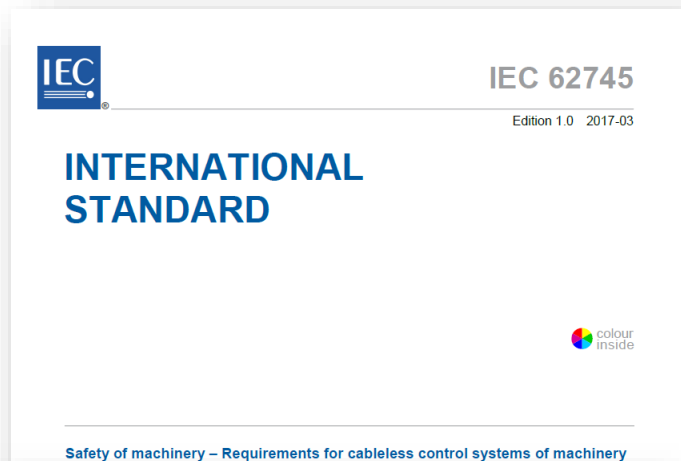 IEC
®
IEC 62745
Edition 1.0 2017-03
INTERNATIONAL
STANDARD
colour
inside
Safety of machinery – Requirements for cableless control systems of machinery